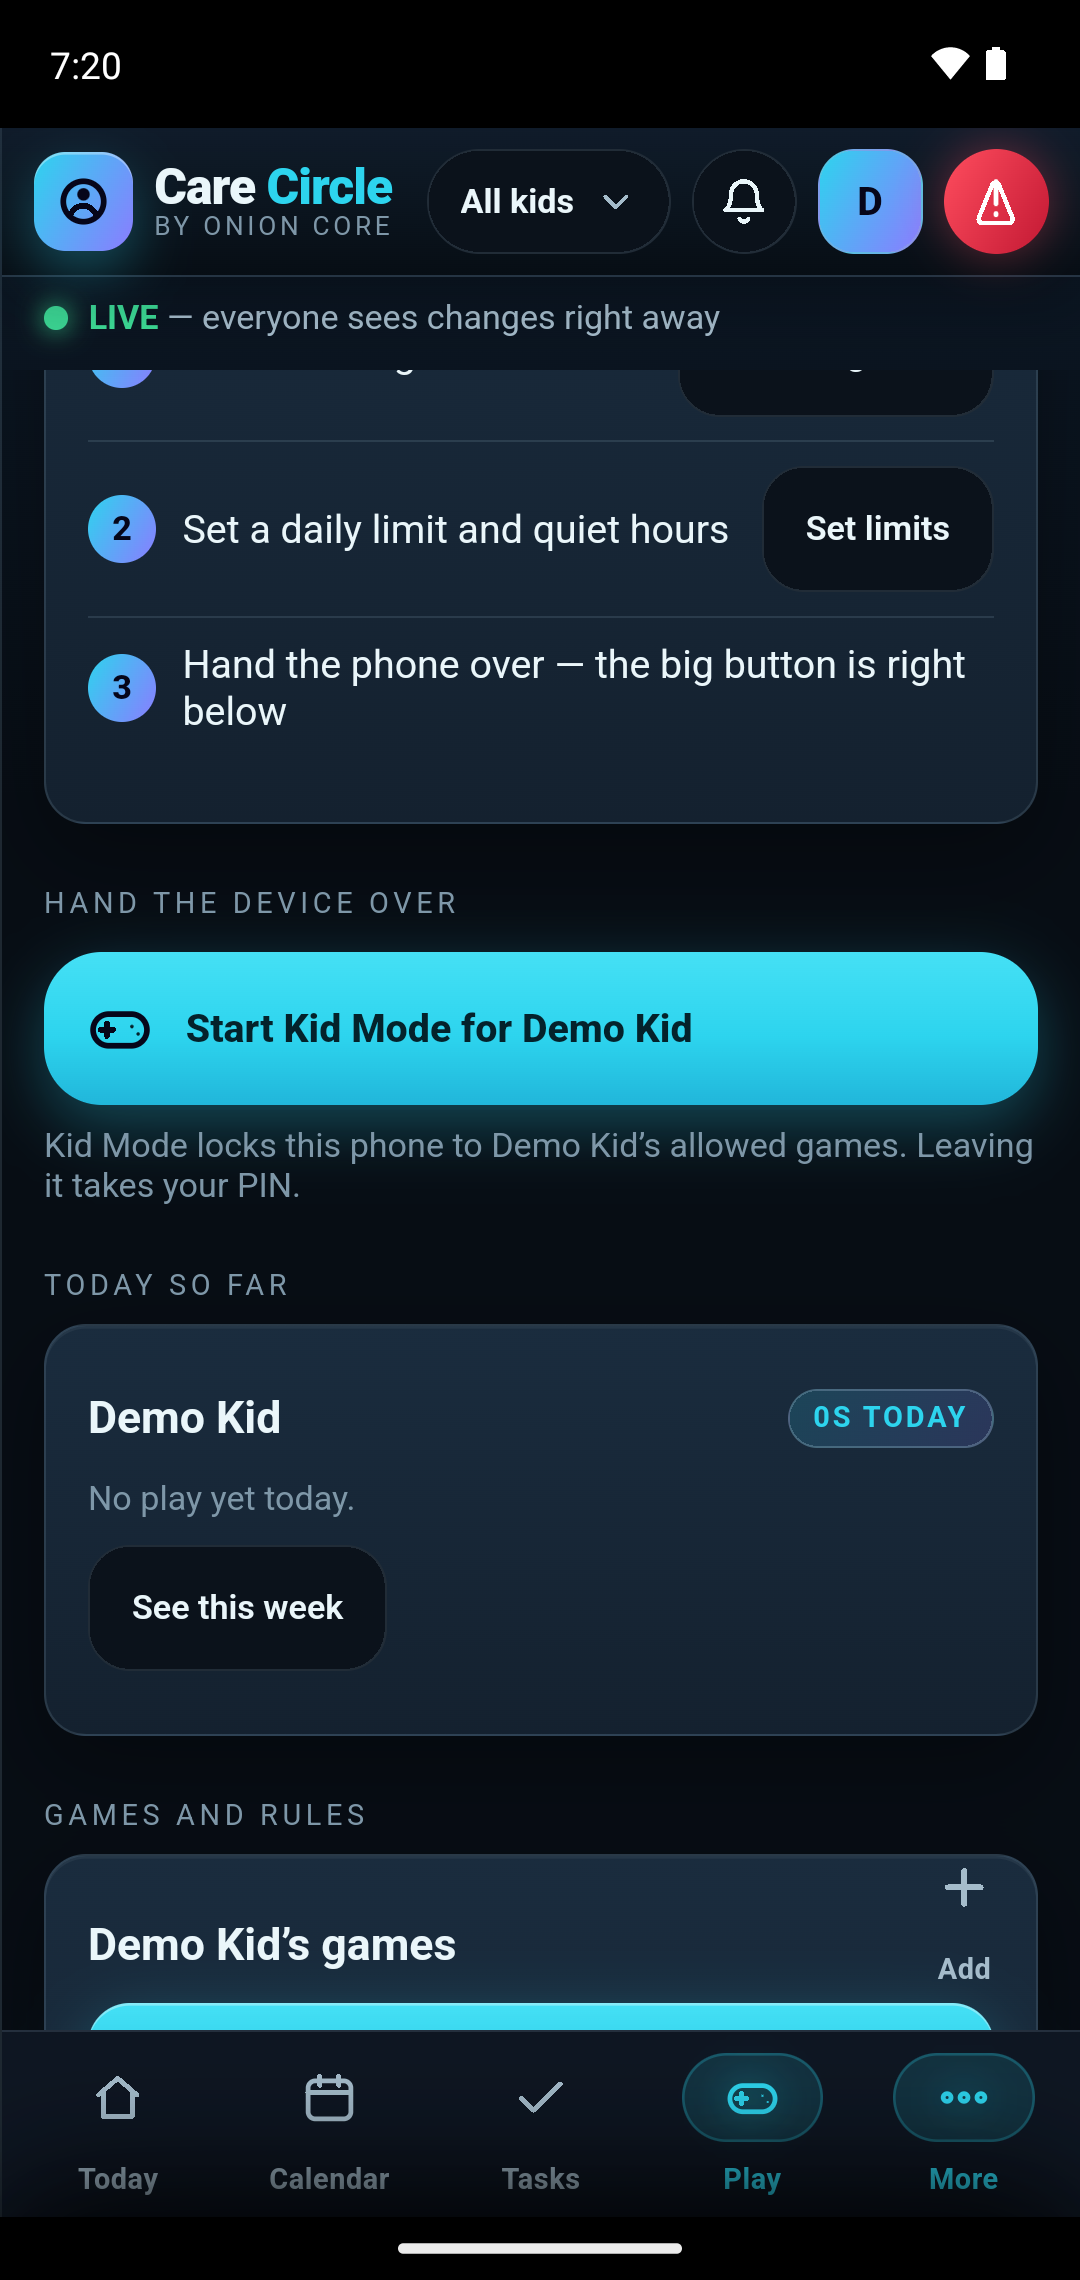 7:20
Care Circle
BY ONION CORE
All kids
D
LIVE — everyone sees changes right away
2
Set a daily limit and quiet hours
Set limits
3
Hand the phone over — the big button is right
below
HAND THE DEVICE OVER
Start Kid Mode for Demo Kid
Kid Mode locks this phone to Demo Kid’s allowed games. Leaving
it takes your PIN.
TODAY SO FAR
Demo Kid
0S TODAY
No play yet today.
See this week
GAMES AND RULES
Demo Kid’s games
Add
Today
Calendar
Tasks
Play
More